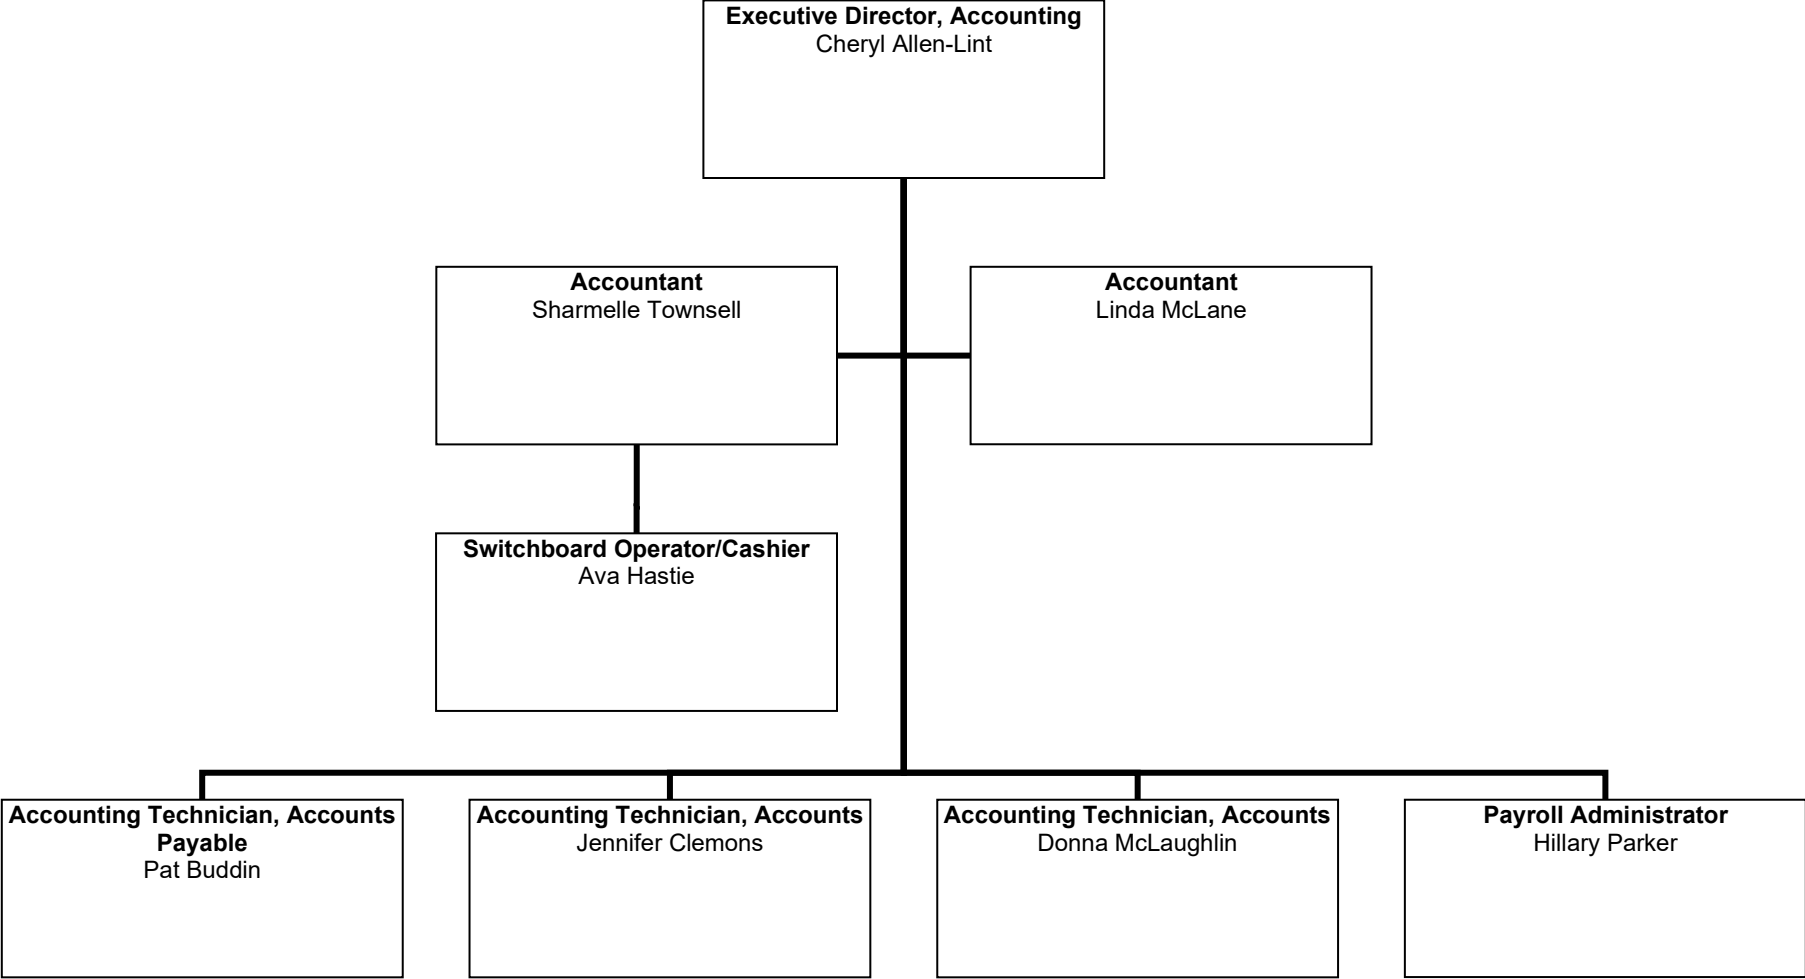 Executive Director, Accounting
Cheryl Allen-Lint
Accountant
Sharmelle Townsell
Accountant
Linda McLane
Switchboard Operator/Cashier
Ava Hastie
Accounting Technician, Accounts
Payable
Pat Buddin
Accounting Technician, Accounts
Jennifer Clemons
Accounting Technician, Accounts
Donna McLaughlin
Payroll Administrator
Hillary Parker